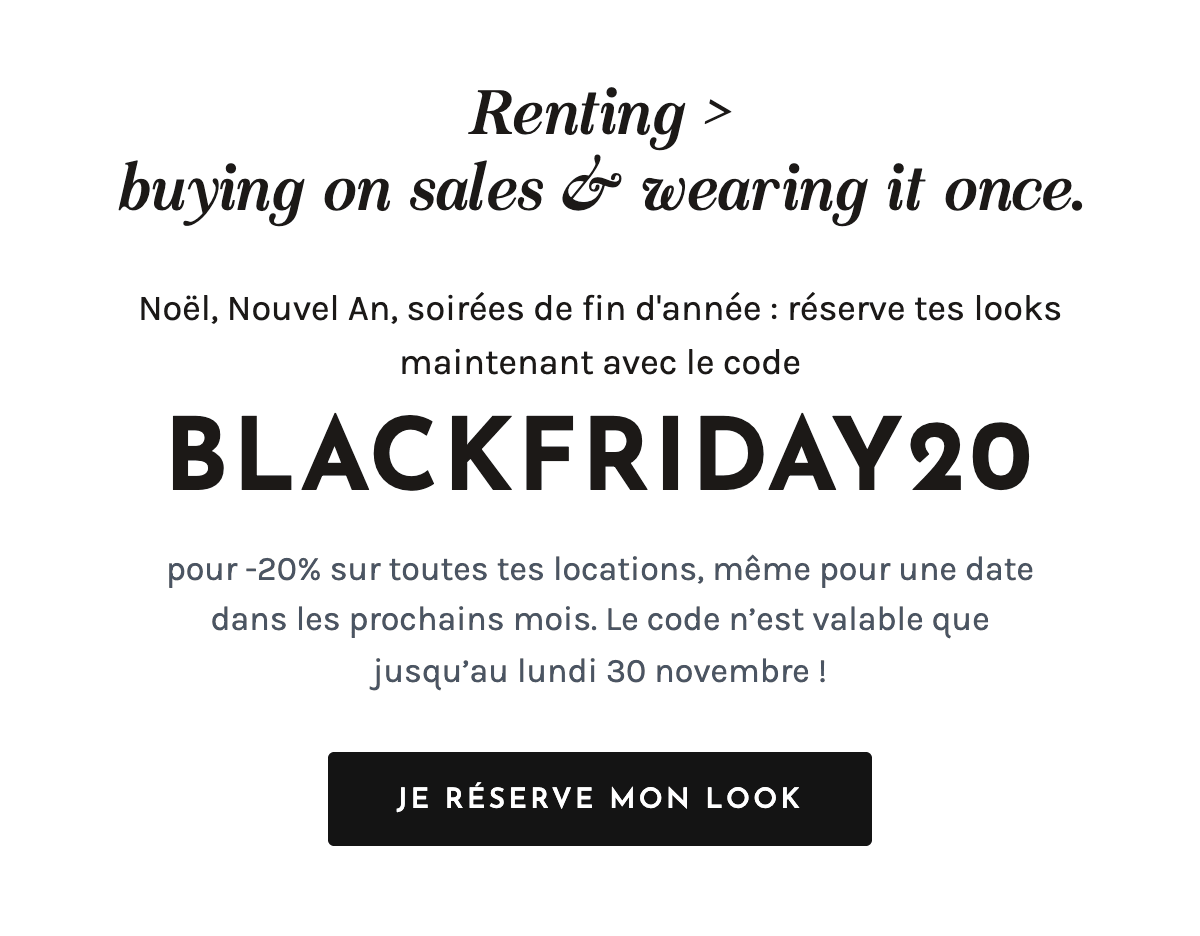 Renting >
buying on sales & wearing it once.
Noël, Nouvel An, soirées de fin d'année : réserve tes looks
maintenant avec le code
BLACKFRIDAY20
pour -20% sur toutes tes locations, même pour une date
dans les prochains mois. Le code n’est valable que
jusqu’au lundi 30 novembre !
JE RÉSERVE MON LOOK